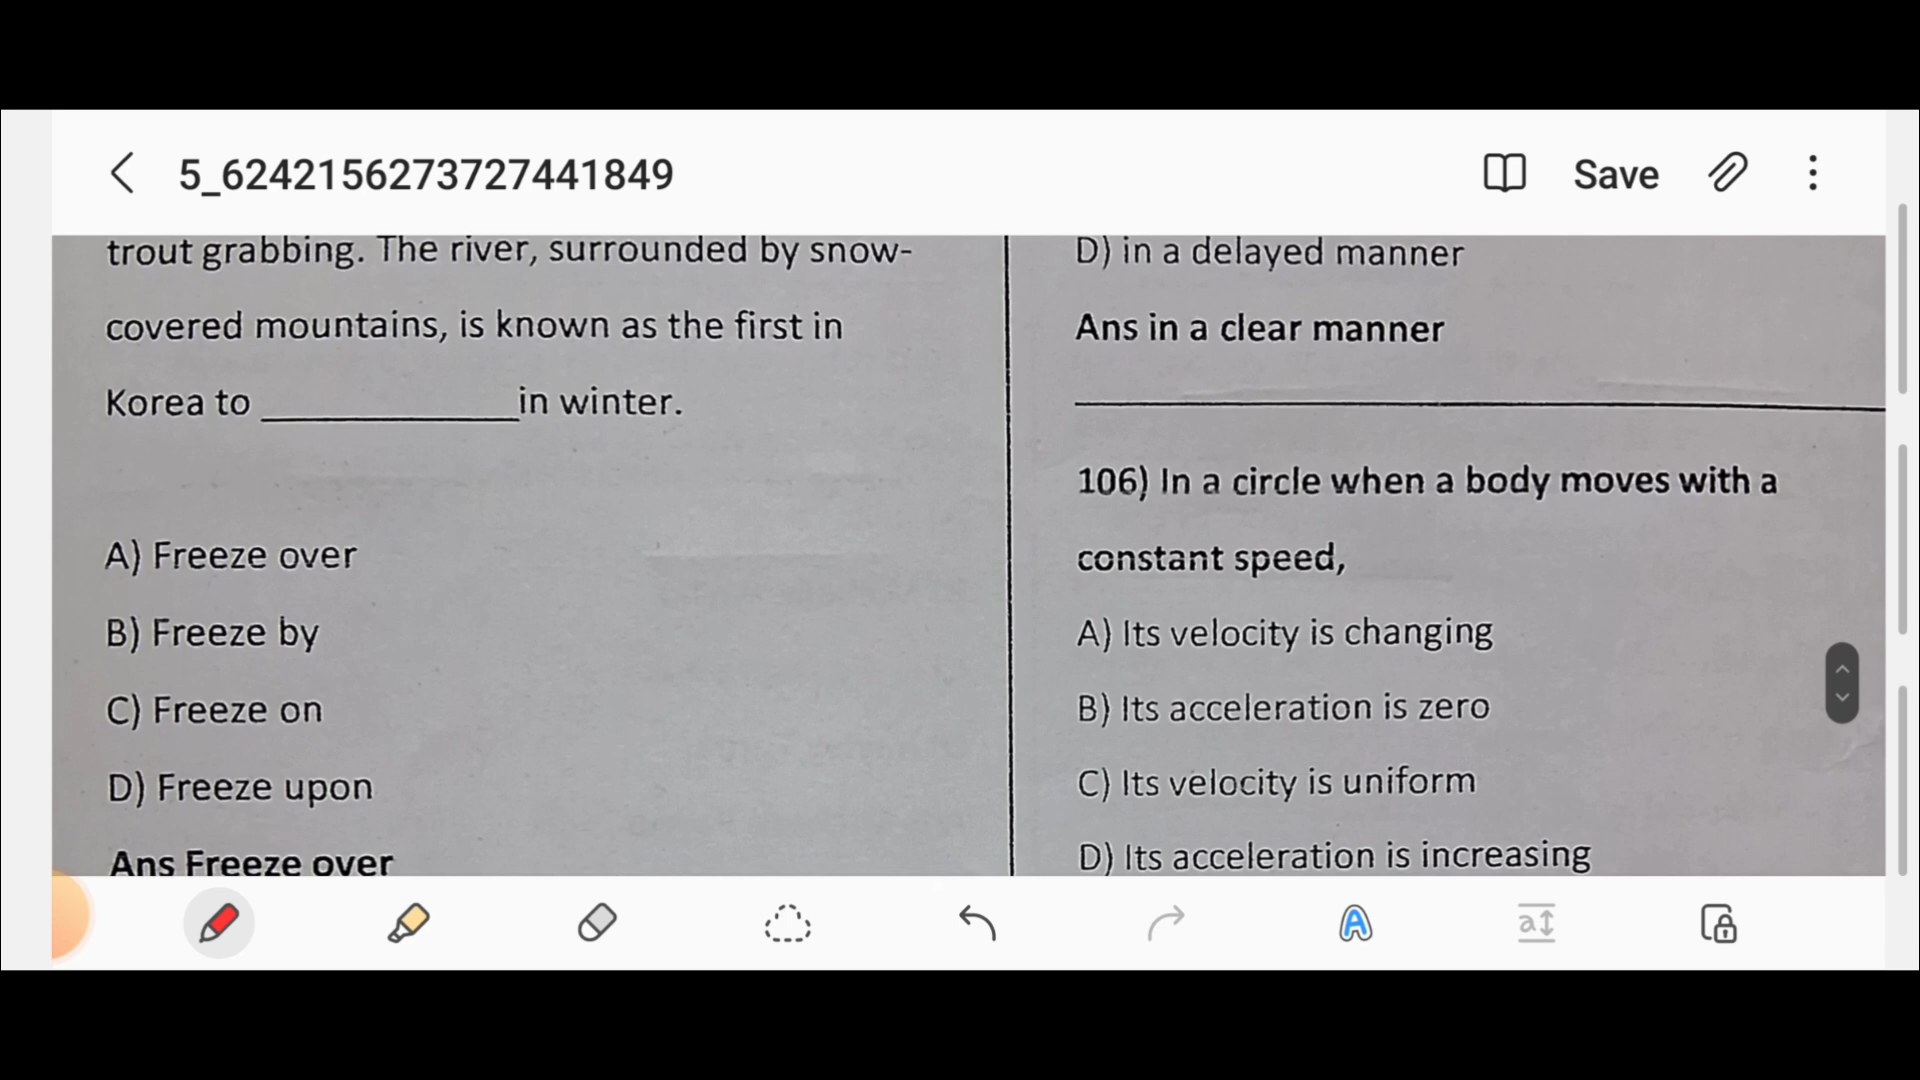 5_6242156273727441849
Save
trout grabbing. The river, surrounded by snow-
covered mountains, is known as the first in
Korea to ____________in winter.
A) Freeze over
B) Freeze by
C) Freeze on
D) Freeze upon
Ans Freeze over
D) in a delayed manner
Ans in a clear manner
106) In a circle when a body moves with a
constant speed,
A) Its velocity is changing
B) Its acceleration is zero
C) Its velocity is uniform
D) Its acceleration is increasing